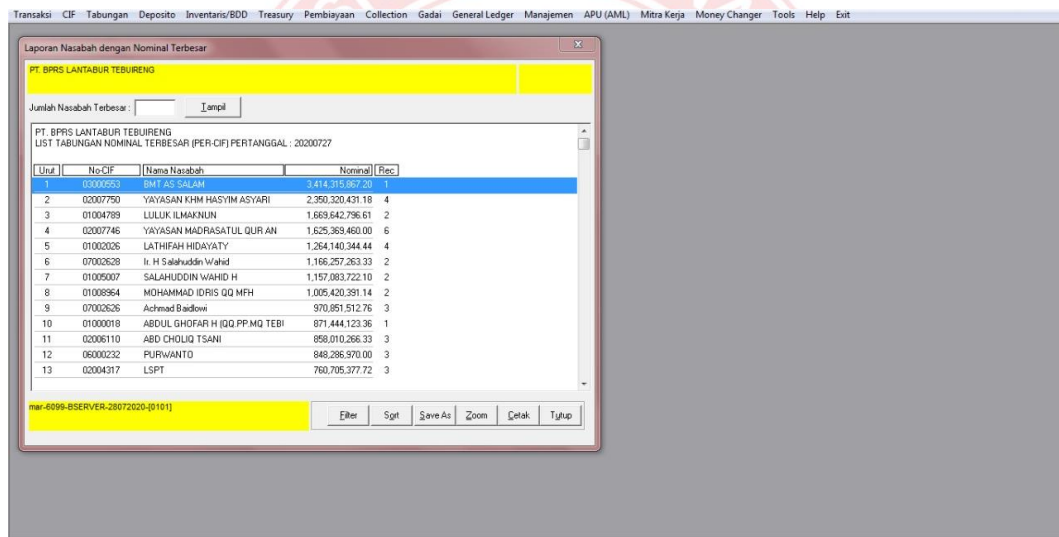 Transaksi CIF Tabungan Deposito Inventaris/BDD Treasury Pembiayaan Collection Gadai General Ledger Manajemen APU (AML) Mitra Kerja Money Changer Tools Help Exit
Laporan Nasabah dengan Nominal Terbesar
PT. BPRS LANTABUR TEBUIRENG
Jumlah Nasabah Terbesar : Tampil
PT. BPRS LANTABUR TEBUIRENG
LIST TABUNGAN NOMINAL TERBESAR (PER-CIF) PERTANGGAL : 20200727
Urut No-CIF Nama Nasabah Nominal Rec
1 03000553 BMT AS SALAM 3,414,315,867.20 1
2 02007750 YAYASAN KHM HASYIM ASYARI 2,350,320,431.18 4
3 01004789 LULUK ILMAKNUN 1,669,642,796.61 2
4 02007746 YAYASAN MADRASATUL QUR AN 1,625,369,460.00 6
5 01002026 LATHIFAH HIDAYATY 1,264,140,344.44 4
6 07002628 Ir. H Salahuddin Wahid 1,166,257,263.33 2
7 01005007 SALAHUDDIN WAHID H 1,157,083,722.10 2
8 01008964 MOHAMMAD IDRIS QQ MFH 1,005,420,391.14 2
9 07002626 Achmad Baidlowi 970,851,512.76 3
10 01000018 ABDUL GHOFAR H (QQ.PP.MQ TEBI 871,444,123.36 1
11 02006110 ABD CHOLIQ TSANI 858,010,266.33 3
12 06000232 PURWANTO 848,286,970.00 3
13 02004317 LSPT 760,705,377.72 3
mar-6099-BSERVER-28072020-[0101]
Filter Sort Save As Zoom Cetak Tutup